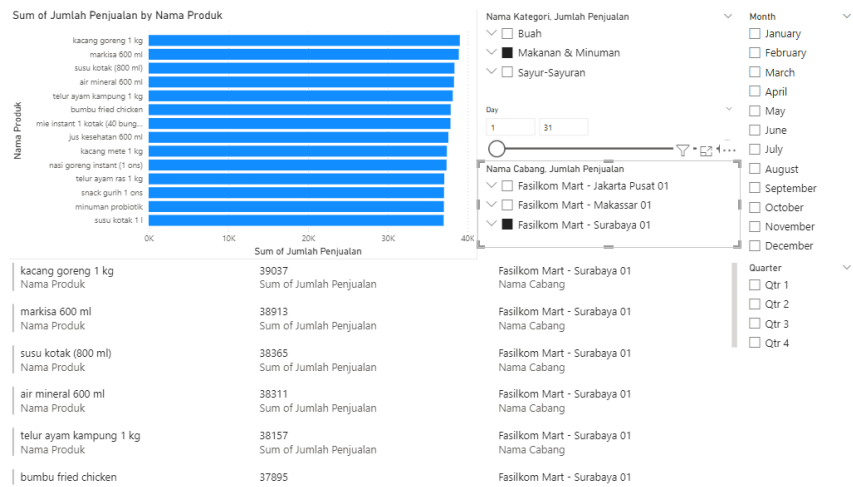 Sum of Jumlah Penjualan by Nama Produk
Nama Produk
kacang goreng 1 kg
markisa 600 ml
susu kotak (800 ml)
air mineral 600 ml
telur ayam kampung 1 kg
bumbu fried chicken
mie instant 1 kotak (40 bung...
jus kesehatan 600 ml
kacang mete 1 kg
nasi goreng instant (1 ons)
telur ayam ras 1 kg
snack gurih 1 ons
minuman probiotik
susu kotak 1 l
0K 10K 20K 30K 40K
Sum of Jumlah Penjualan
Nama Kategori, Jumlah Penjualan
Buah
Makanan & Minuman
Sayur-Sayuran
Day
1 31
Nama Cabang, Jumlah Penjualan
Fasilkom Mart - Jakarta Pusat 01
Fasilkom Mart - Makassar 01
Fasilkom Mart - Surabaya 01
Month
January
February
March
April
May
June
July
August
September
October
November
December
Quarter
Qtr 1
Qtr 2
Qtr 3
Qtr 4
kacang goreng 1 kg 39037 Fasilkom Mart - Surabaya 01
Nama Produk Sum of Jumlah Penjualan Nama Cabang
markisa 600 ml 38913 Fasilkom Mart - Surabaya 01
Nama Produk Sum of Jumlah Penjualan Nama Cabang
susu kotak (800 ml) 38365 Fasilkom Mart - Surabaya 01
Nama Produk Sum of Jumlah Penjualan Nama Cabang
air mineral 600 ml 38311 Fasilkom Mart - Surabaya 01
Nama Produk Sum of Jumlah Penjualan Nama Cabang
telur ayam kampung 1 kg 38157 Fasilkom Mart - Surabaya 01
Nama Produk Sum of Jumlah Penjualan Nama Cabang
bumbu fried chicken 37895 Fasilkom Mart - Surabaya 01